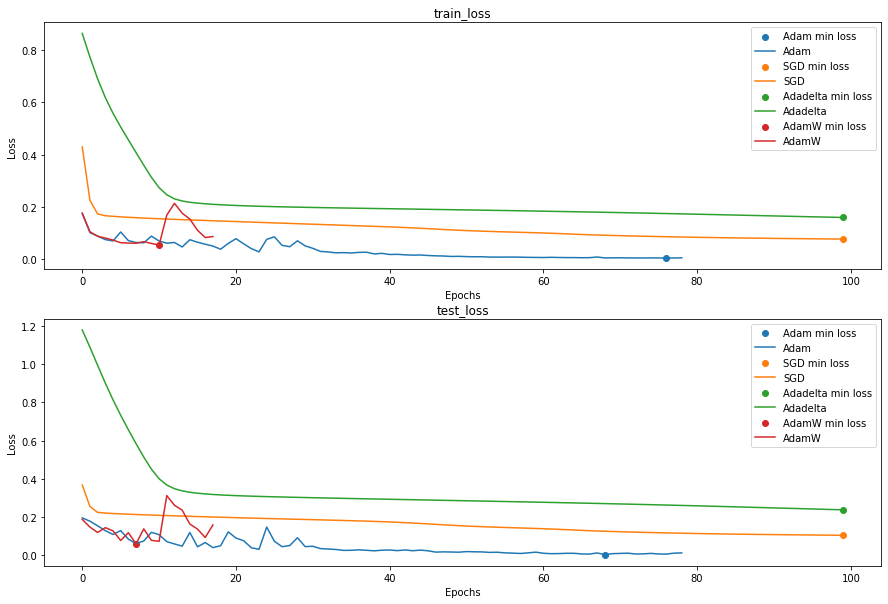 train_loss
Loss
0.8
0.6
0.4
0.2
0.0
0 20 40 60 80 100
Epochs
Adam min loss
Adam
SGD min loss
SGD
Adadelta min loss
Adadelta
AdamW min loss
AdamW
test_loss
Loss
1.2
1.0
0.8
0.6
0.4
0.2
0.0
0 20 40 60 80 100
Epochs
Adam min loss
Adam
SGD min loss
SGD
Adadelta min loss
Adadelta
AdamW min loss
AdamW